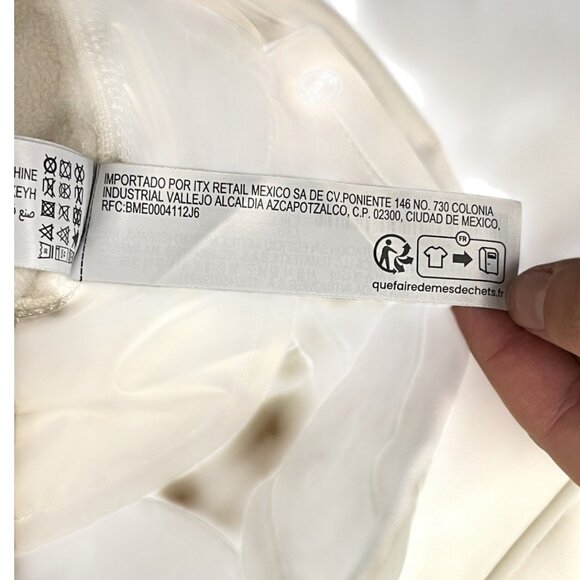 HINE
KEYH
IMPORTADO POR ITX RETAIL MEXICO SA DE CV.PONIENTE 146 NO. 730 COLONIA
INDUSTRIAL VALLEJO ALCALDIA AZCAPOTZALCO, C.P. 02300, CIUDAD DE MEXICO,
RFC:BME0004112J6
FR
quefairedemesdechets.fr